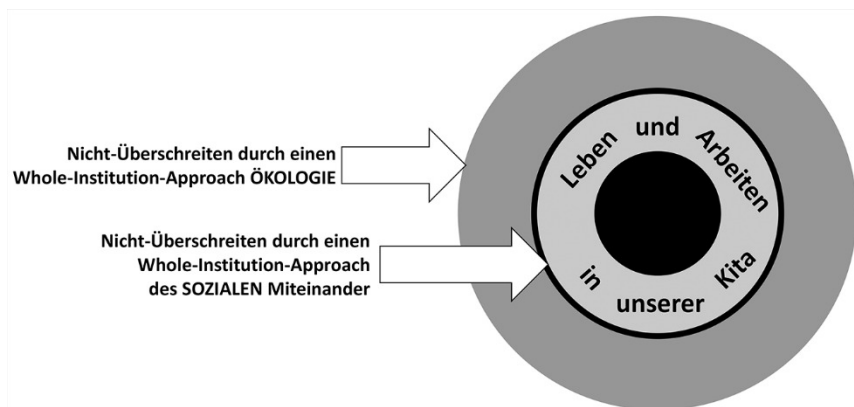 Nicht-Überschreiten durch einen
Whole-Institution-Approach ÖKOLOGIE
Nicht-Überschreiten durch einen
Whole-Institution-Approach
des SOZIALEN Miteinander
Leben und Arbeiten
in unserer Kita